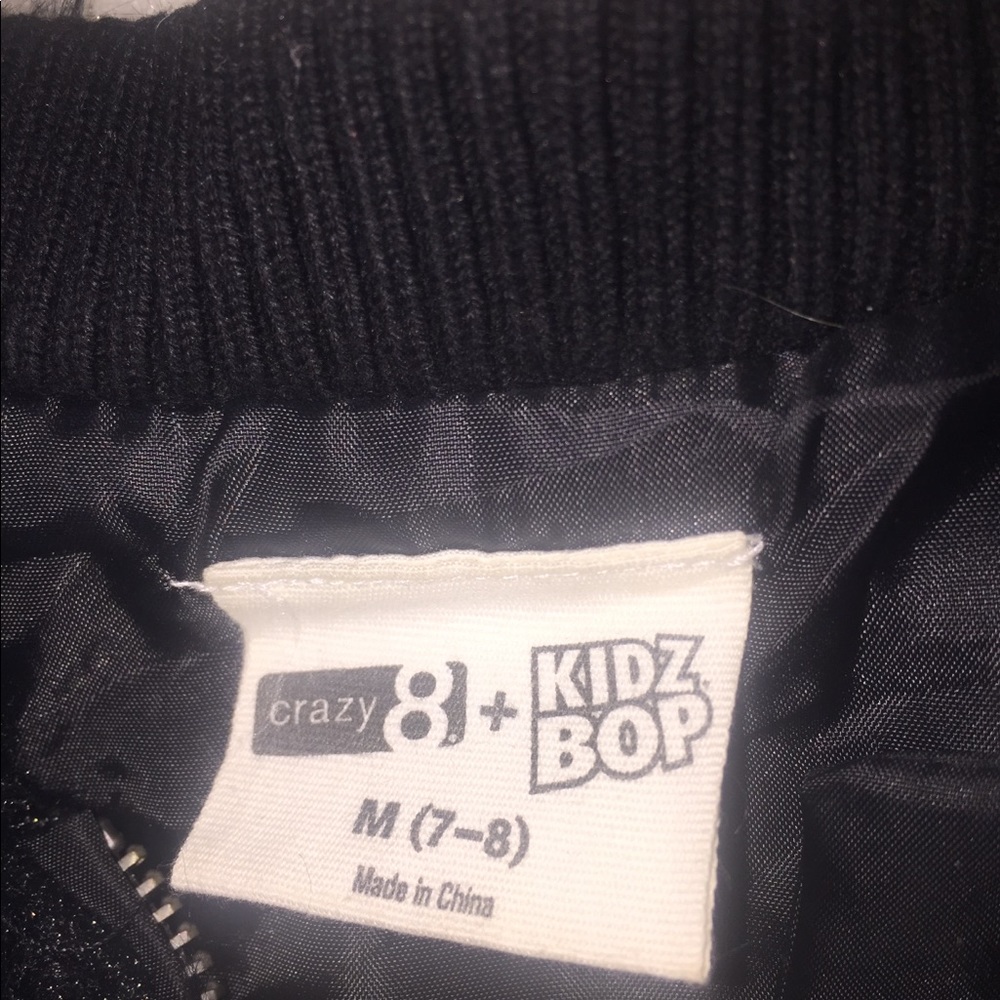 crazy 8 + KIDZ BOP
M (7–8)
Made in China